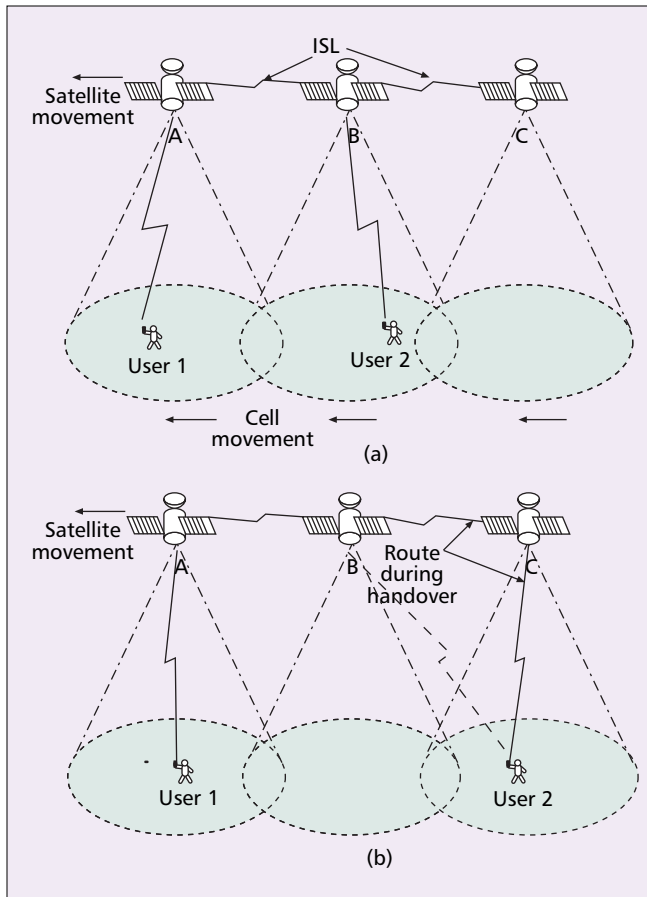 ISL
Satellite
movement
A
B
C
User 1
User 2
Cell
movement
(a)
Satellite
movement
A
B
Route
during
handover
C
User 1
User 2
(b)